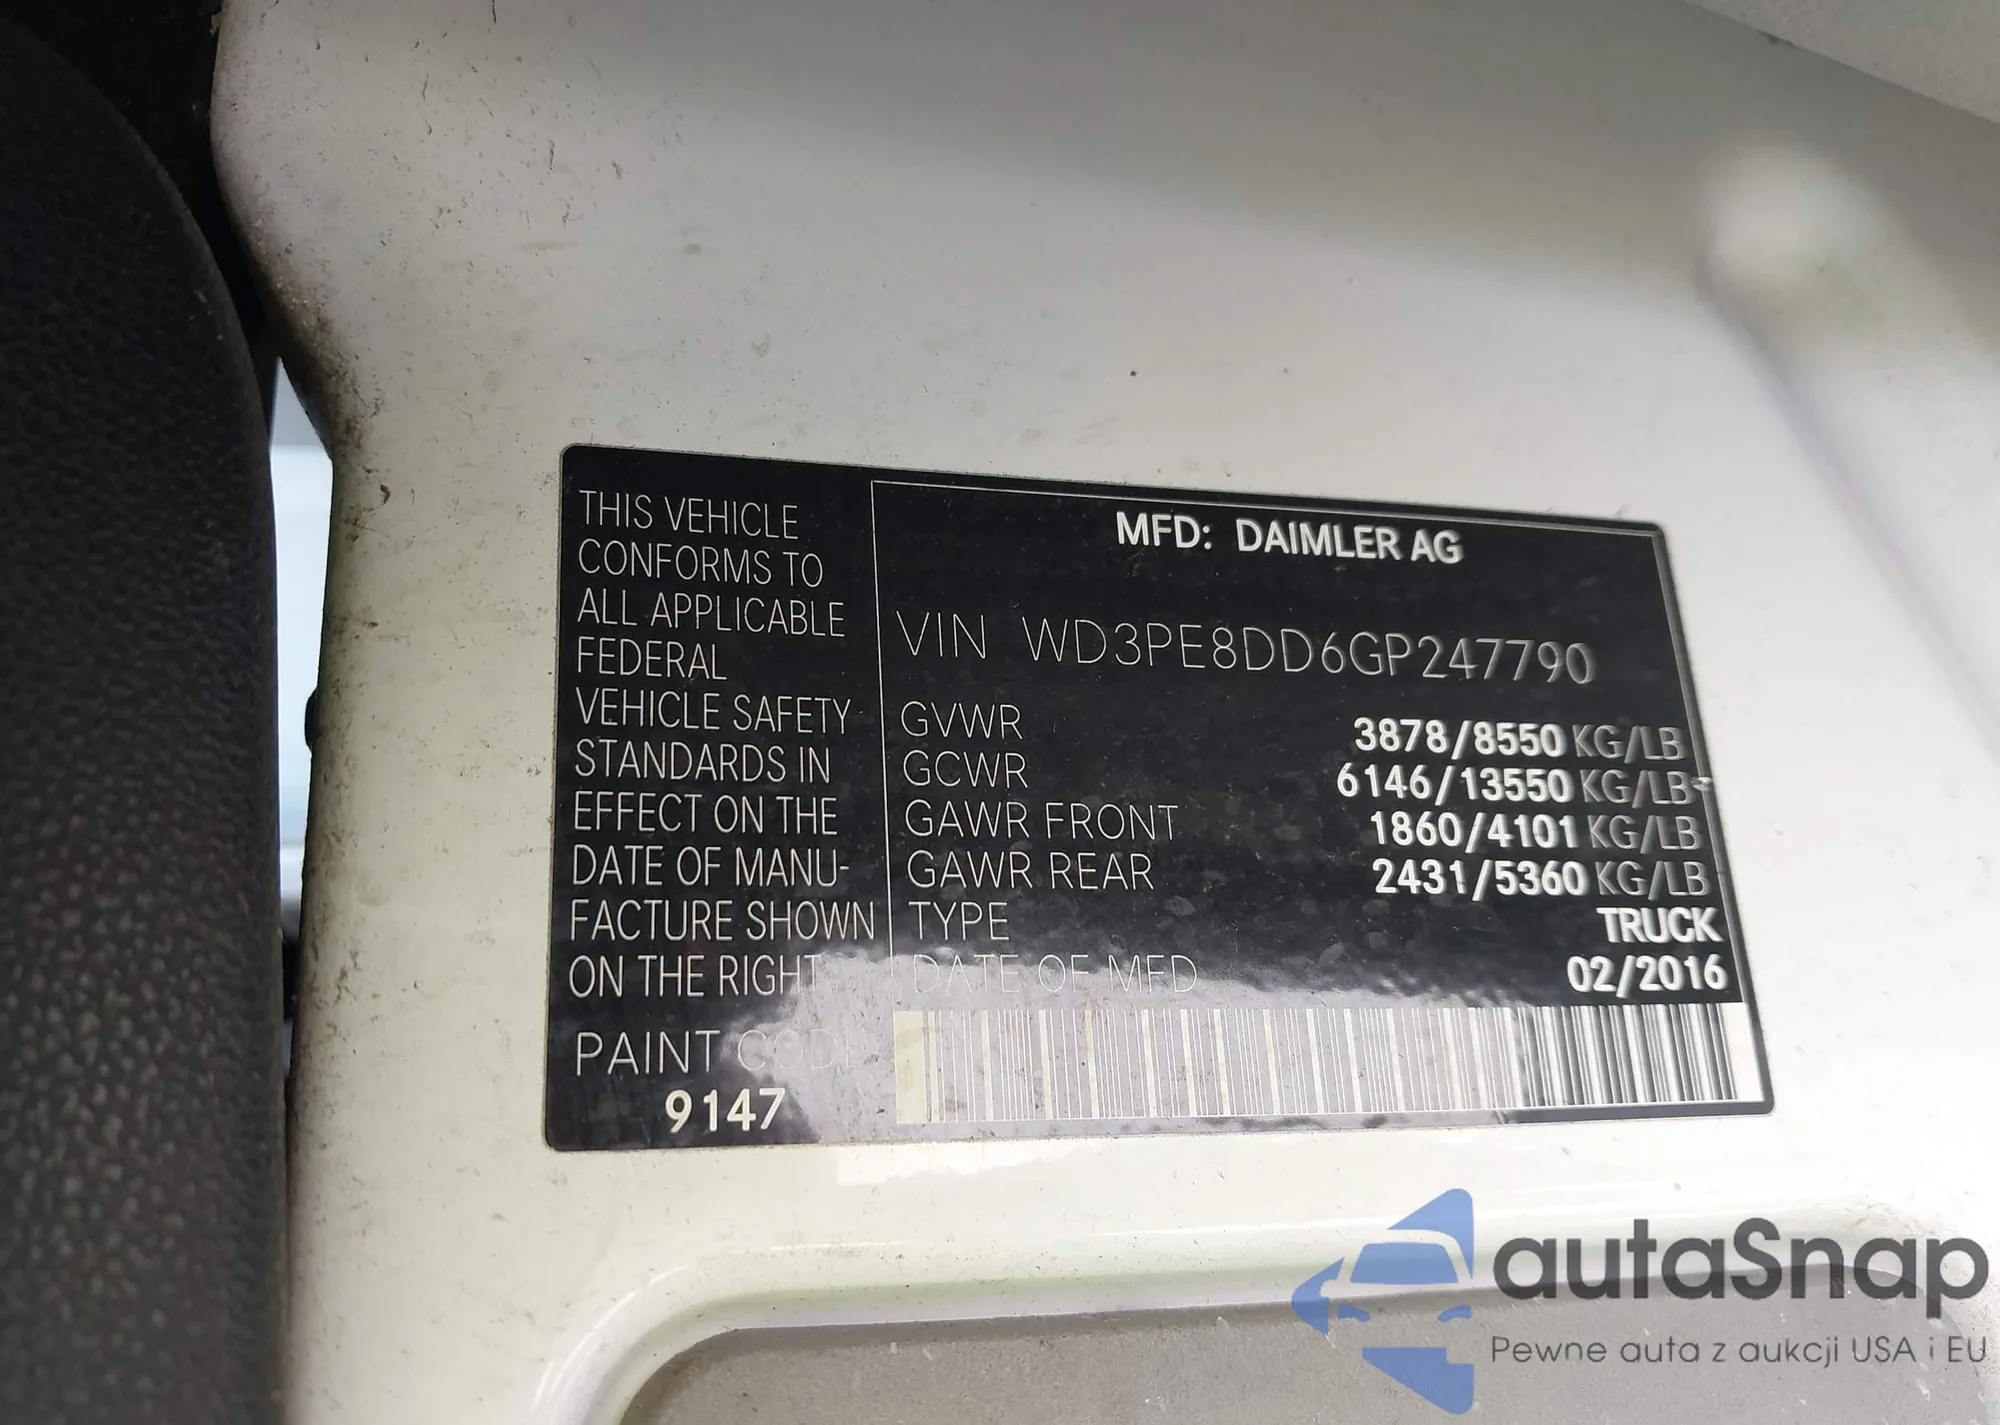 THIS VEHICLE
CONFORMS TO
ALL APPLICABLE
FEDERAL
VEHICLE SAFETY
STANDARDS IN
EFFECT ON THE
DATE OF MANU-
FACTURE SHOWN
ON THE RIGHT
PAINT CODE
9147
MFD: DAIMLER AG
VIN WD3PE8DD6GP247790
GVWR 3878/8550 KG/LB
GCWR 6146/13550 KG/LB
GAWR FRONT 1860/4101 KG/LB
GAWR REAR 2431/5360 KG/LB
TYPE TRUCK
DATE OF MFD 02/2016
autaSnap
Pewne auta z aukcji USA i EU